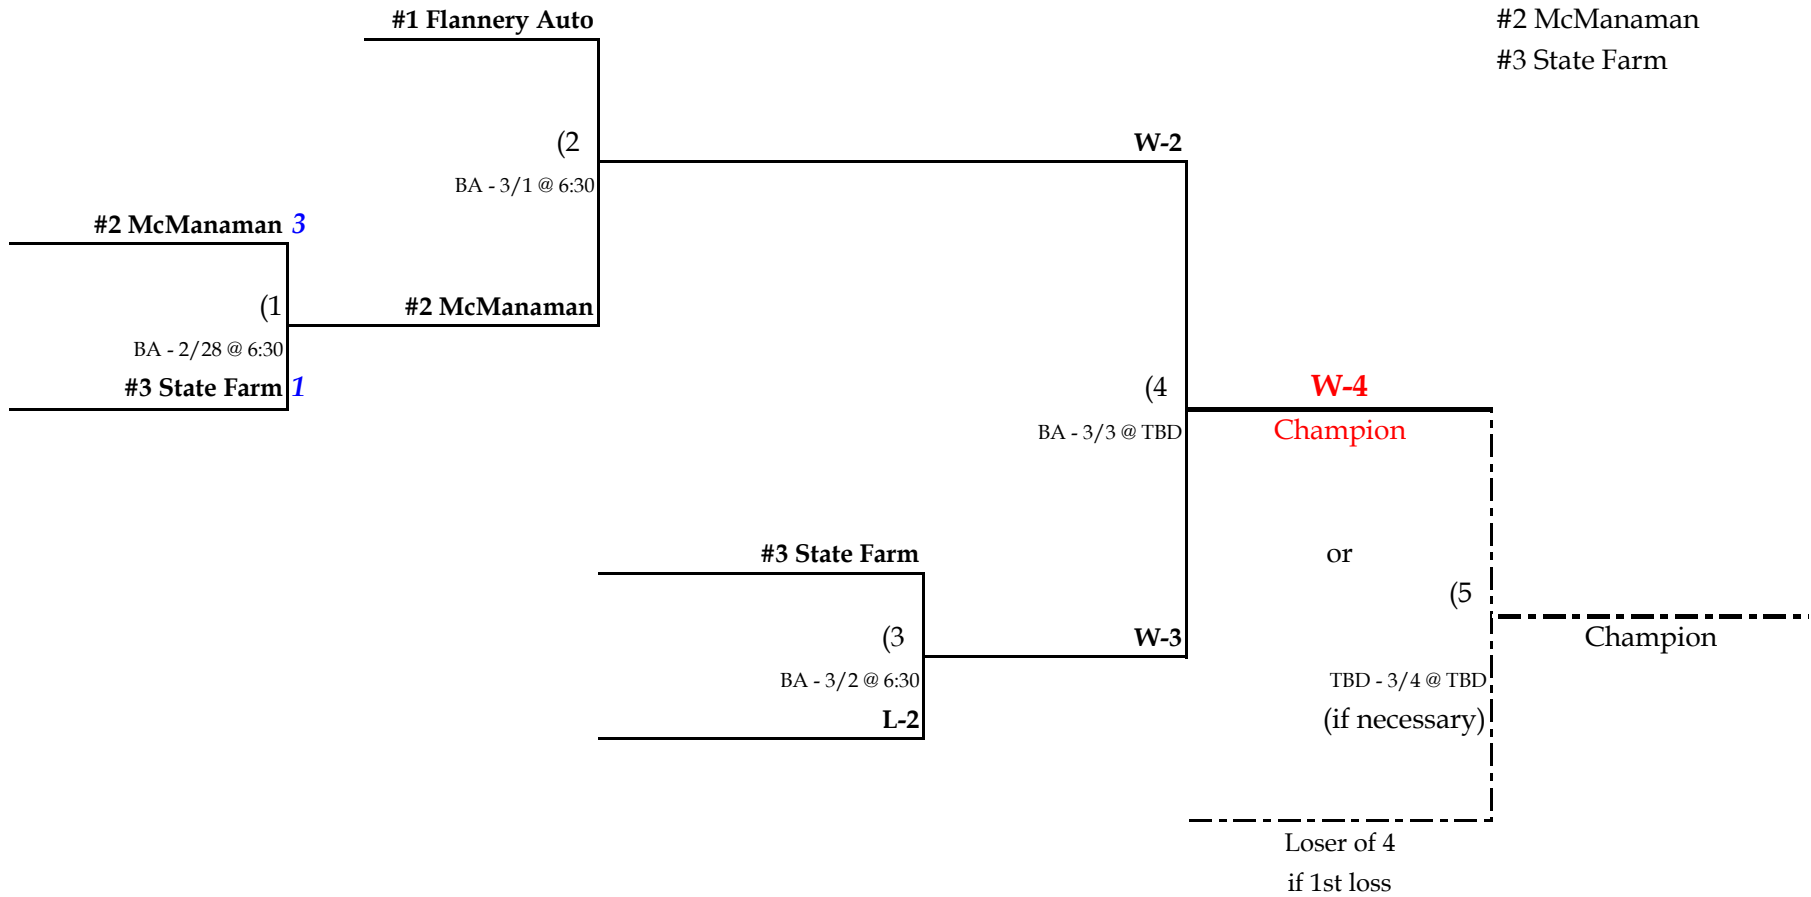 #1 Flannery Auto
#2 McManaman
#3 State Farm
(2
W-2
BA - 3/1 @ 6:30
#2 McManaman 3
(1
#2 McManaman
BA - 2/28 @ 6:30
#3 State Farm 1
(4
W-4
BA - 3/3 @ TBD
Champion
#3 State Farm
or
(5
(3
W-3
Champion
BA - 3/2 @ 6:30
TBD - 3/4 @ TBD
L-2
(if necessary)
Loser of 4
if 1st loss